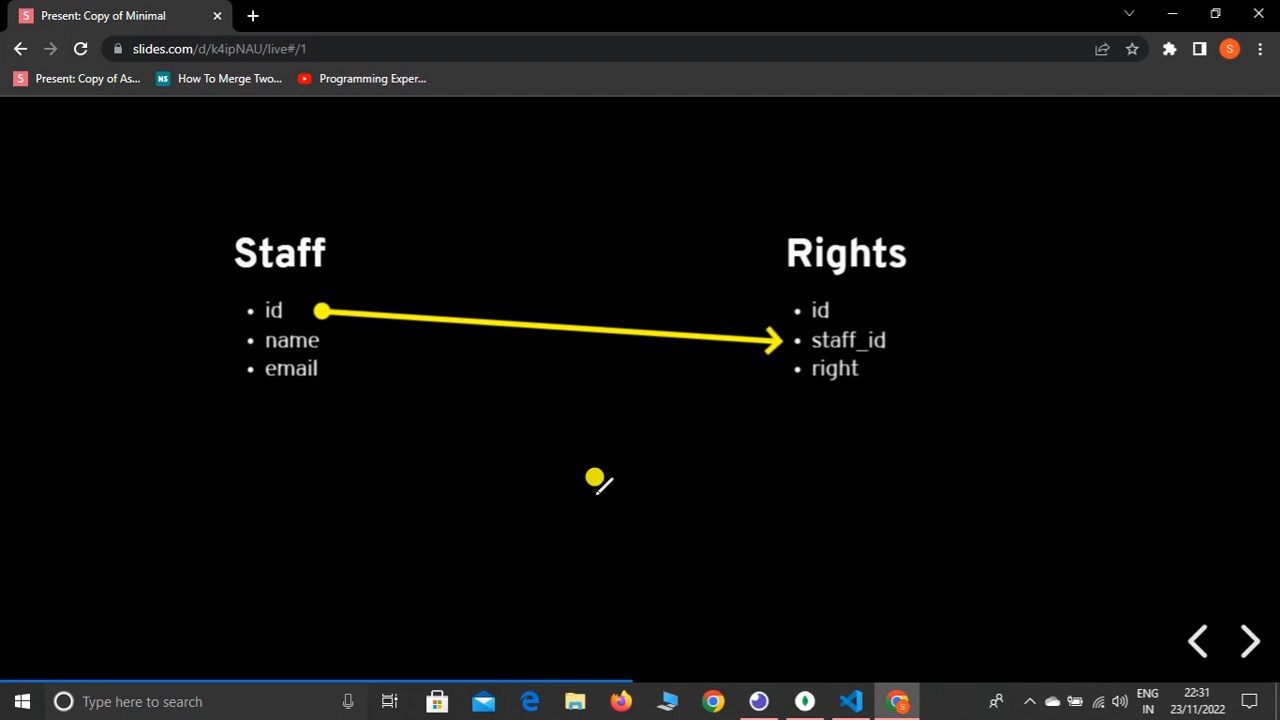 Present: Copy of Minimal
slides.com/d/k4ipNAU/live#/1
S
Present: Copy of As...
NS
How To Merge Two...
Programming Exper...
Staff
Rights
• id
• name
• email
• id
• staff_id
• right
Type here to search
ENG
IN
22:31
23/11/2022